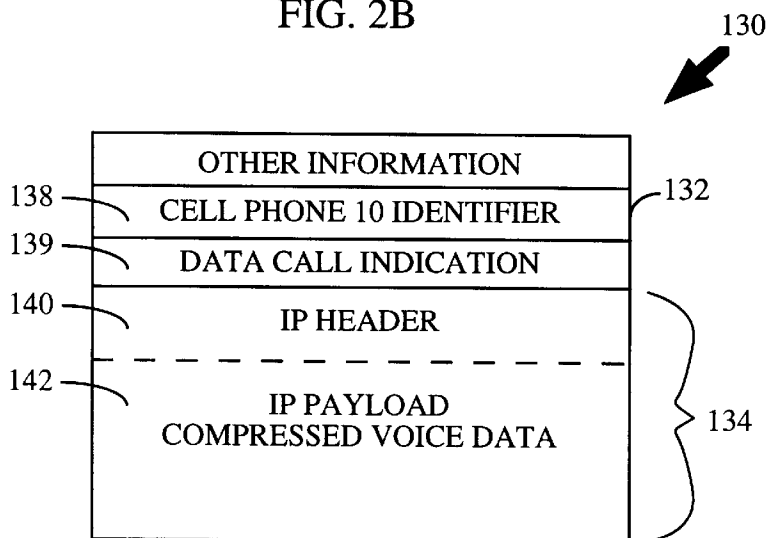 FIG. 2B
130
OTHER INFORMATION
138
CELL PHONE 10 IDENTIFIER
132
139
DATA CALL INDICATION
140
IP HEADER
142
IP PAYLOAD
COMPRESSED VOICE DATA
134